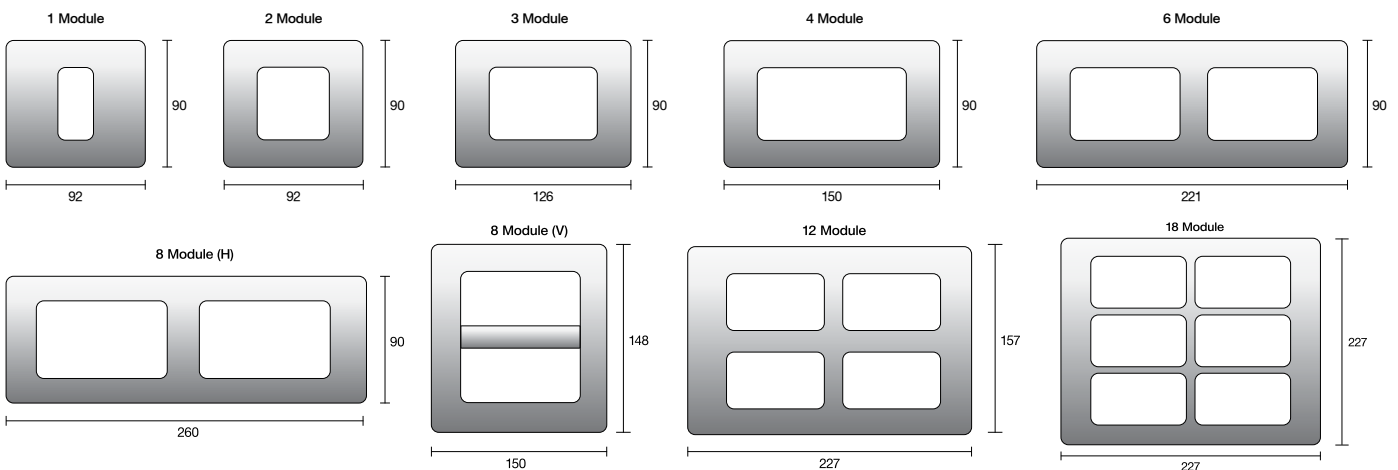 1 Module
2 Module
3 Module
4 Module
6 Module
90
90
90
90
90
92
92
126
150
221
8 Module (H)
8 Module (V)
12 Module
18 Module
90
148
157
227
260
150
227
227